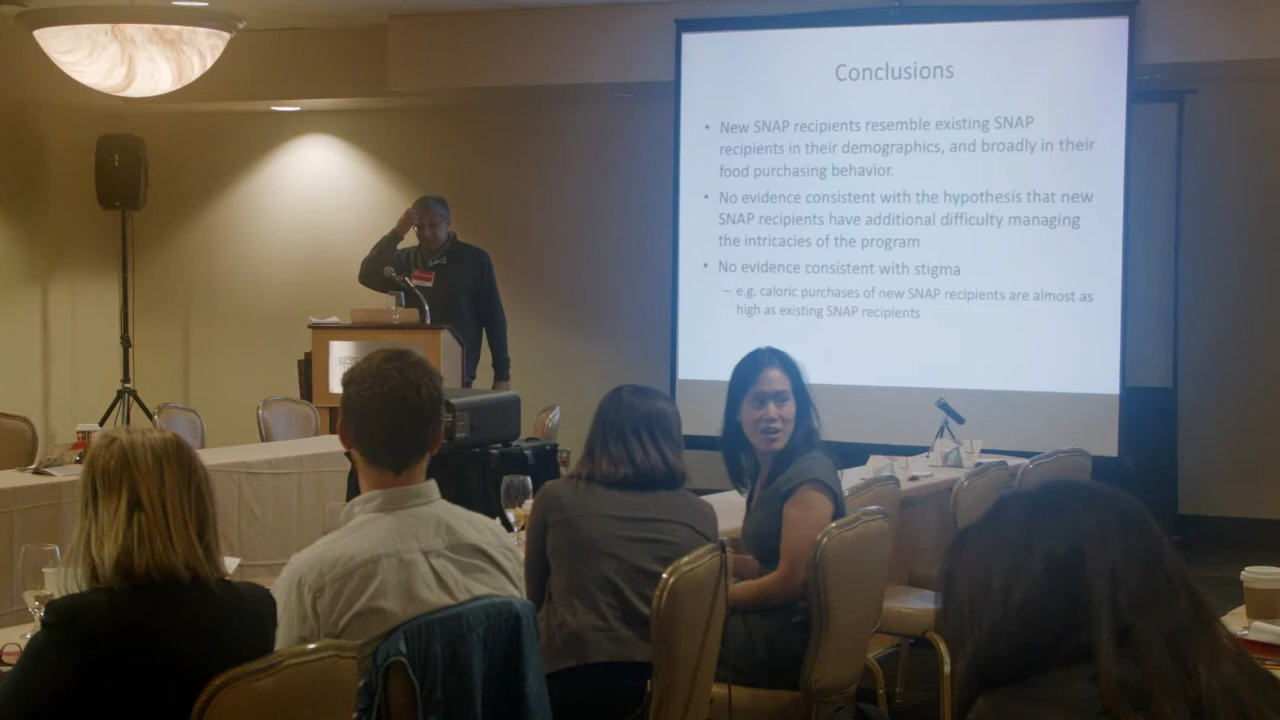 Conclusions
• New SNAP recipients resemble existing SNAP
recipients in their demographics, and broadly in their
food purchasing behavior.
• No evidence consistent with the hypothesis that new
SNAP recipients have additional difficulty managing
the intricacies of the program
• No evidence consistent with stigma
– e.g. caloric purchases of new SNAP recipients are almost as
high as existing SNAP recipients